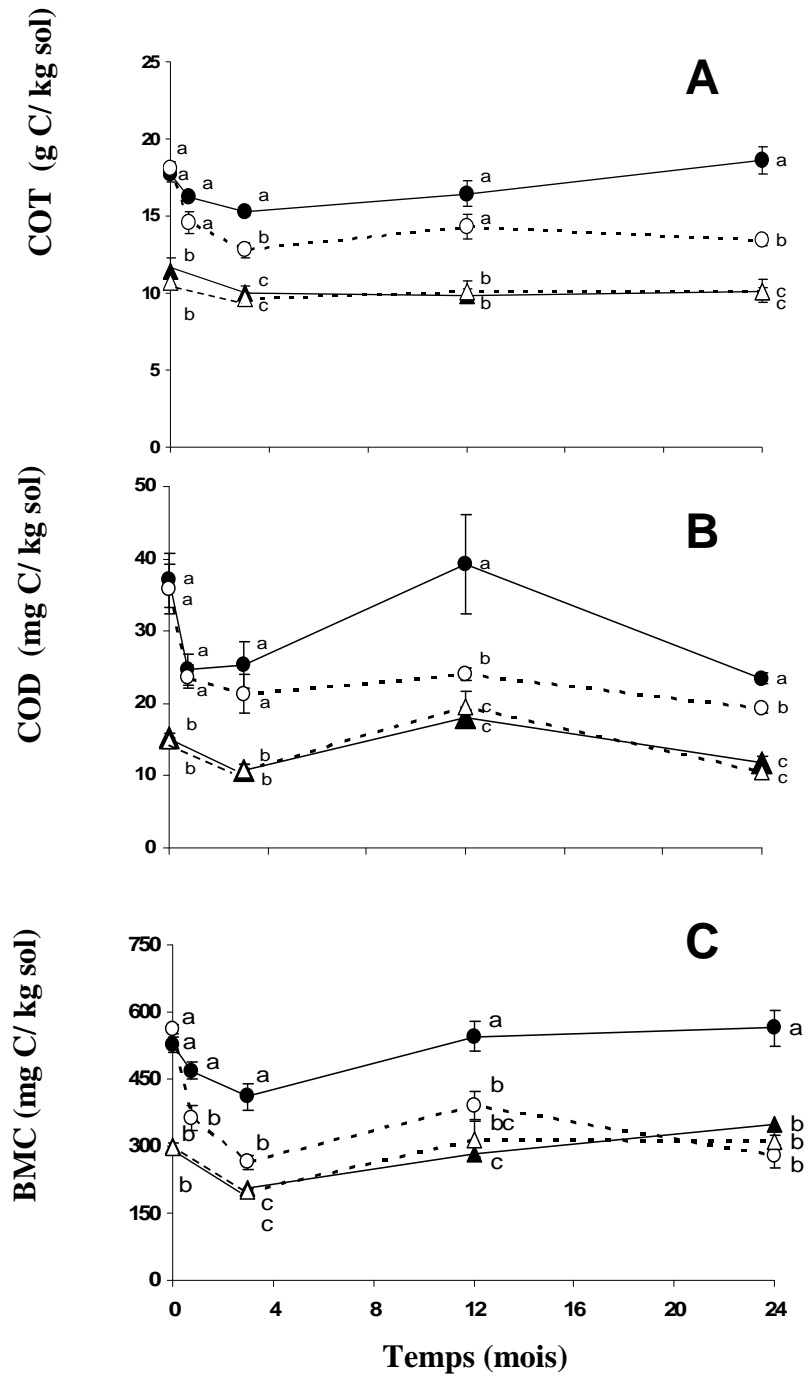 A
COT (g C/ kg sol)
25
20
15
10
5
0
a
a
a
a
a
a
a
b
a
b
b
b
c
c
b
b
c
c
B
COD (mg C/ kg sol)
50
40
30
20
10
0
a
a
a
a
a
a
a
b
a
b
b
b
b
b
c
c
c
c
C
BMC (mg C/ kg sol)
750
600
450
300
150
0
a
a
a
b
a
b
a
b
a
b
b
b
c
c
bc
c
b
b
0
4
8
12
16
20
24
Temps (mois)